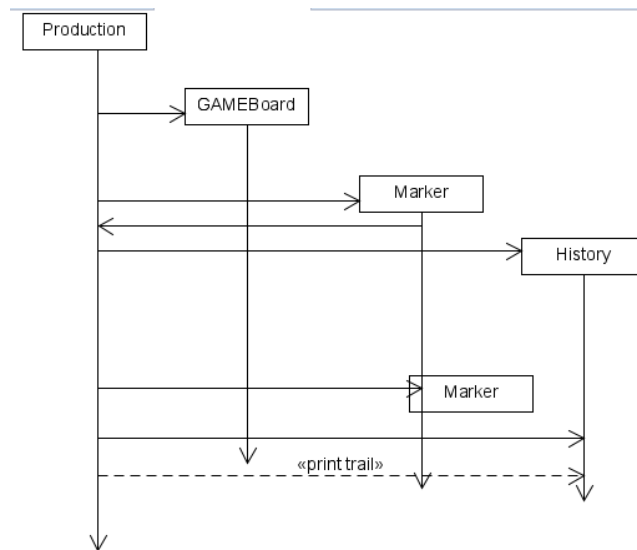 Production
GAMEBoard
Marker
History
Marker
«print trail»